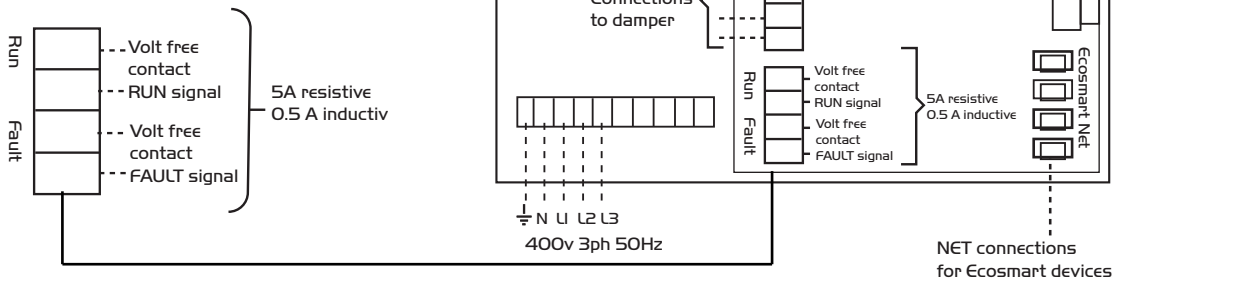 Run
Fault
Volt free
contact
RUN signal
Volt free
contact
FAULT signal
5A resistive
0.5 A inductiv
Connections
to damper
Run
Fault
Volt free
contact
RUN signal
Volt free
contact
FAULT signal
5A resistive
0.5 A inductive
Ecosmart Net
N L1 L2 L3
400v 3ph 50Hz
NET connections
for Ecosmart devices